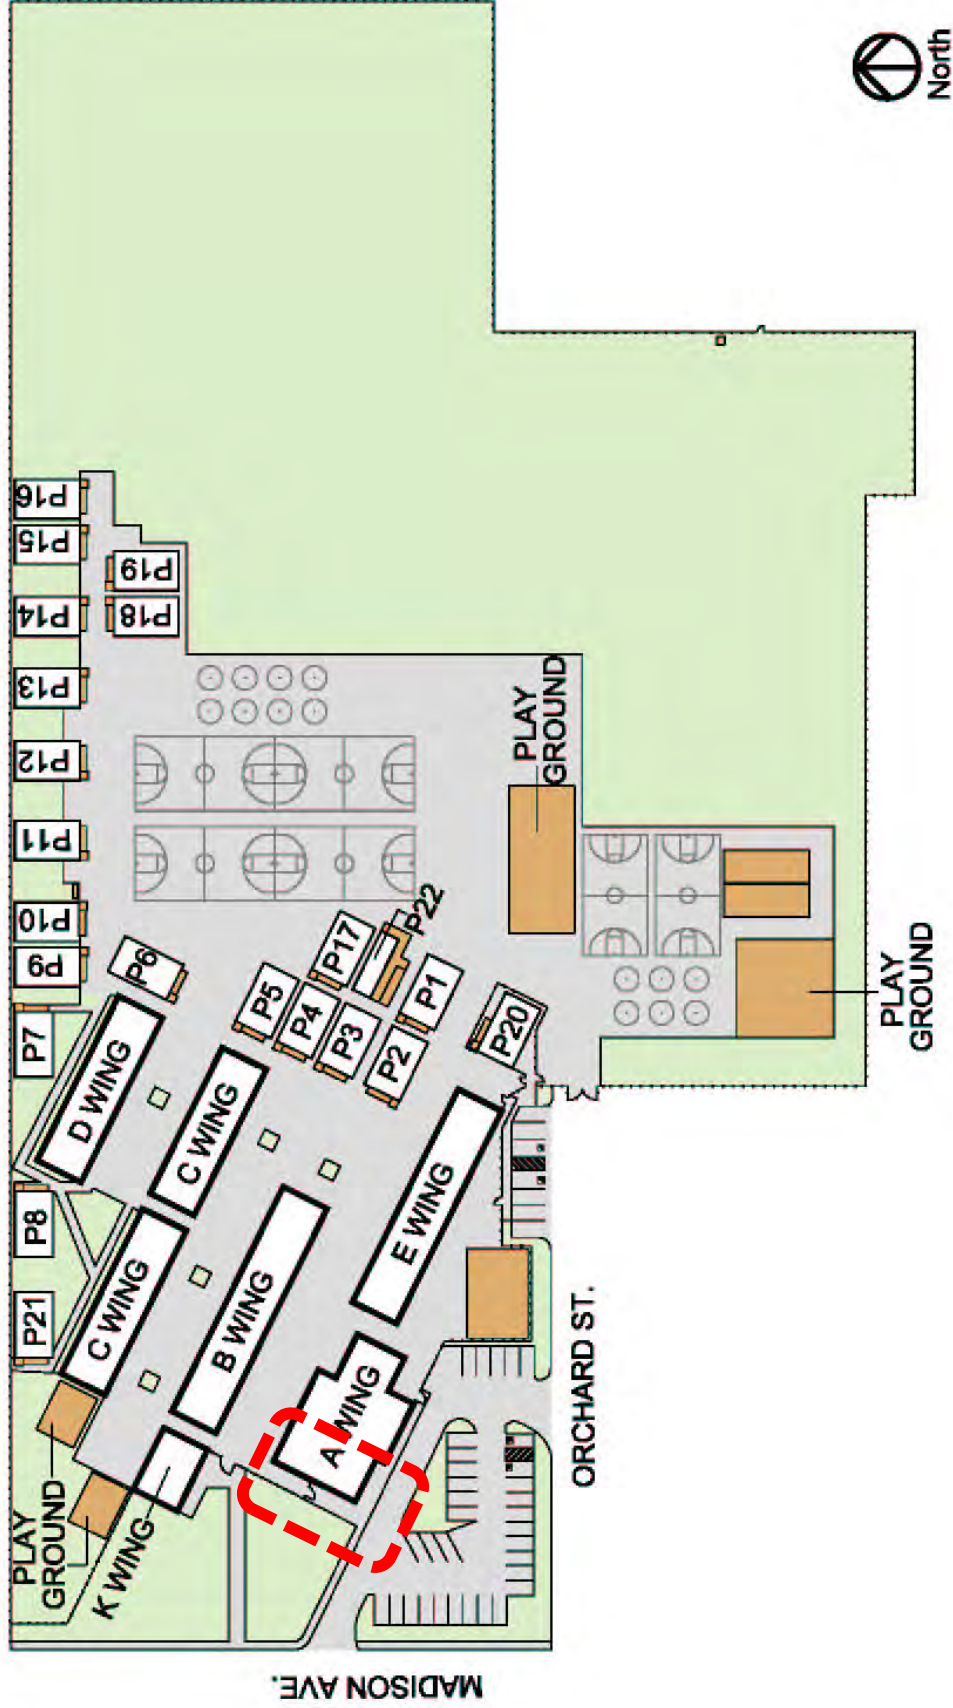 North
P16
P15
P19
P14
P18
P13
P12
P11
P10
P9
P7
P8
P21
P6
P5
P4
P3
P2
P17
P22
P1
P20
PLAY
GROUND
PLAY
GROUND
D WING
C WING
C WING
B WING
E WING
A WING
K WING
PLAY
GROUND
ORCHARD ST.
MADISON AVE.